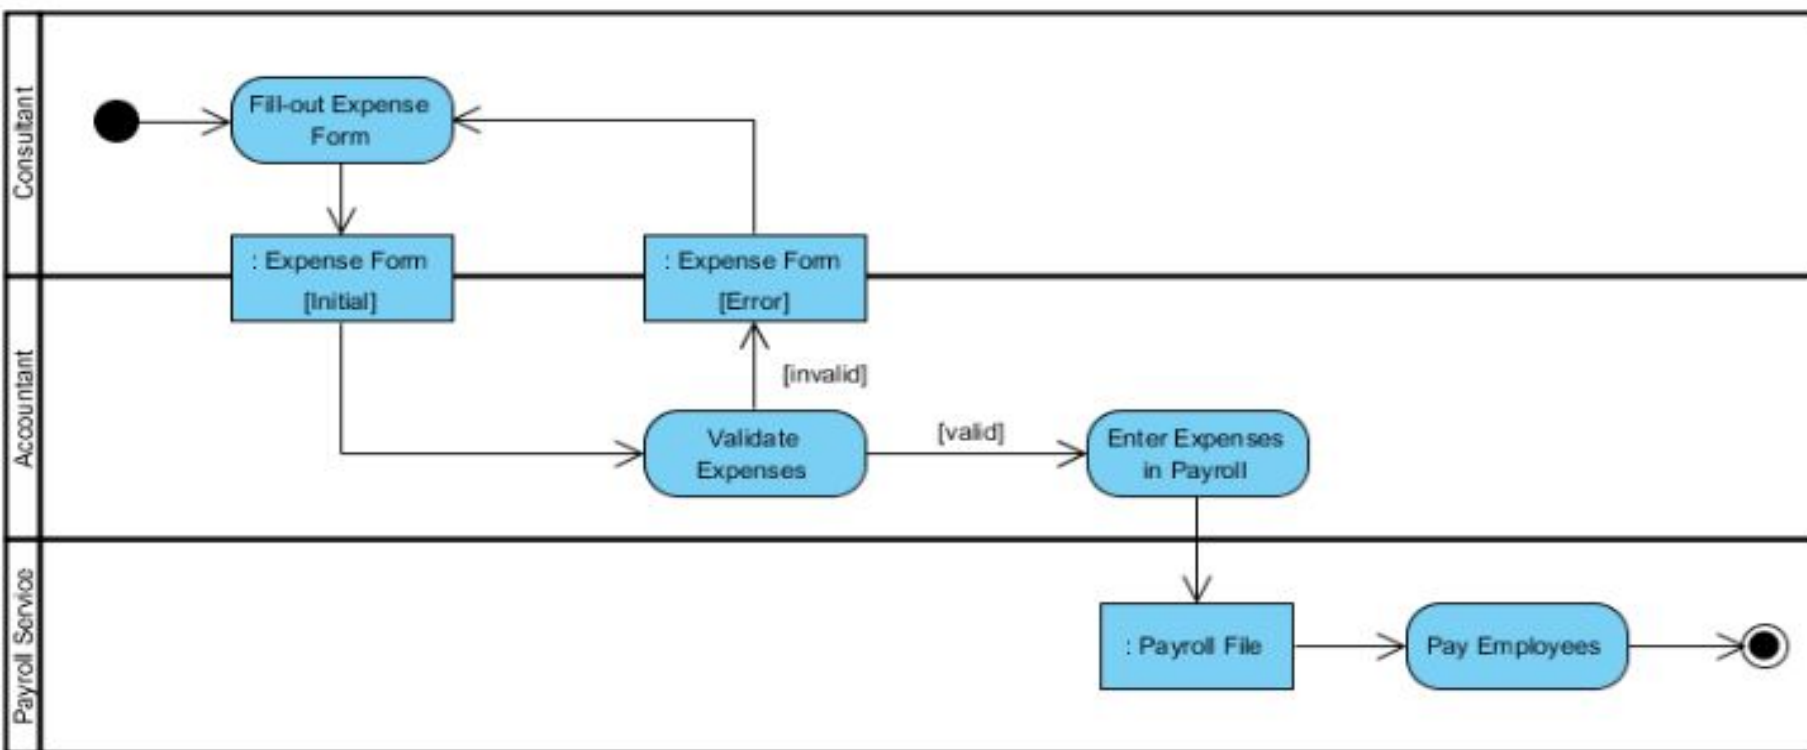 Consultant
Fill-out Expense
Form
: Expense Form
[Initial]
: Expense Form
[Error]
Accountant
[invalid]
Validate
Expenses
[valid]
Enter Expenses
in Payroll
Payroll Service
: Payroll File
Pay Employees